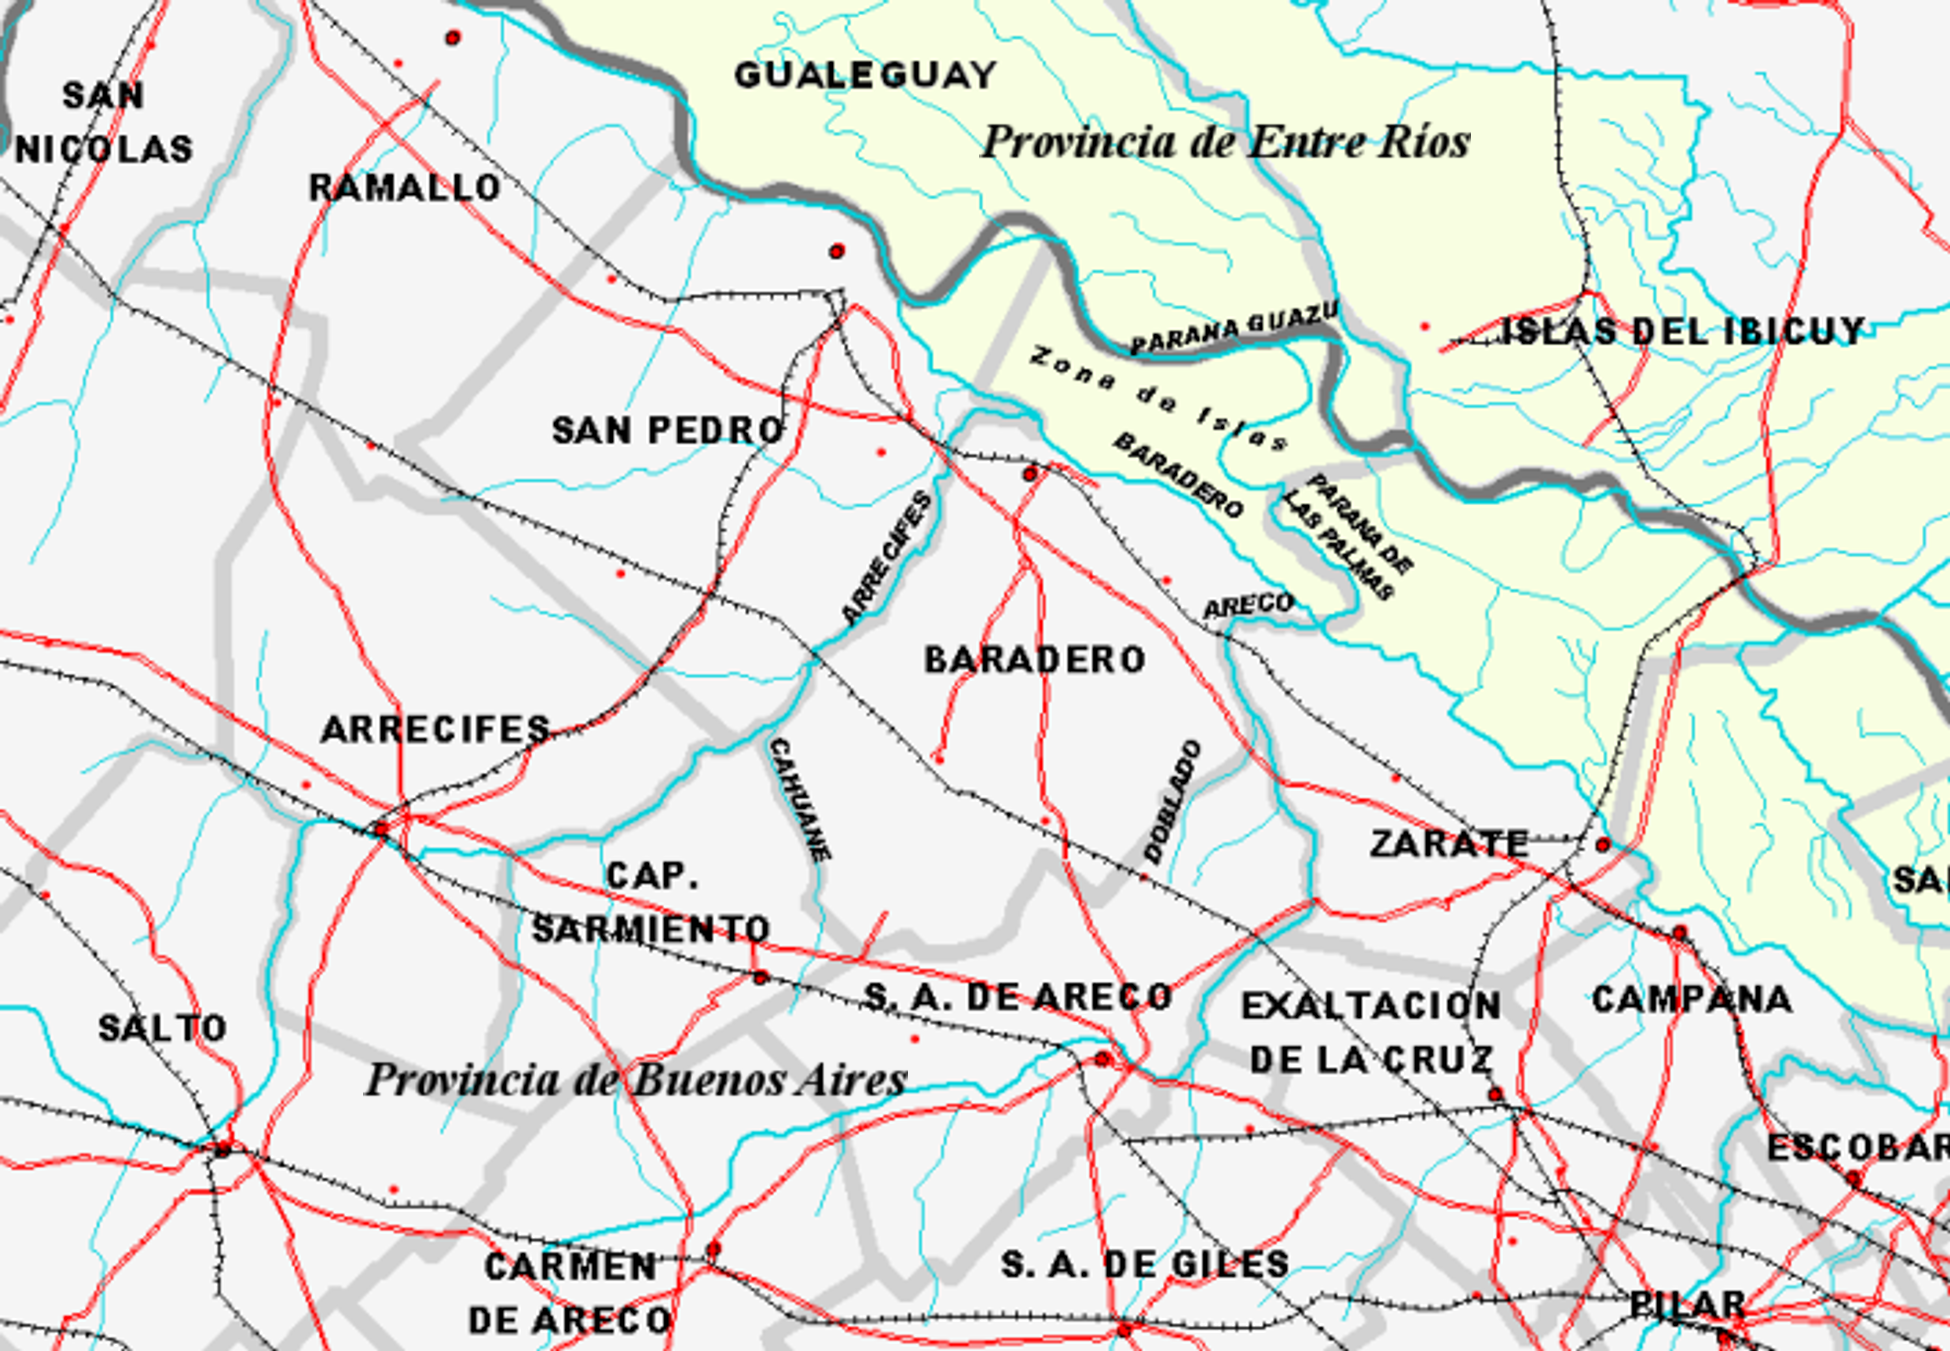 GUALEGUAY
SAN
NICOLAS
Provincia de Entre Ríos
RAMALLO
PARANA GUAZU
ISLAS DEL IBICUY
Zona de Islas
SAN PEDRO
BARADERO
PARANA DE
LAS PALMAS
ARRECIFES
ARECO
BARADERO
ARRECIFES
CAHUANE
DOBLADO
ZARATE
CAP.
SARMIENTO
SAN
S. A. DE ARECO
EXALTACION
DE LA CRUZ
CAMPANA
SALTO
Provincia de Buenos Aires
ESCOBAR
CARMEN
DE ARECO
S. A. DE GILES
PILAR